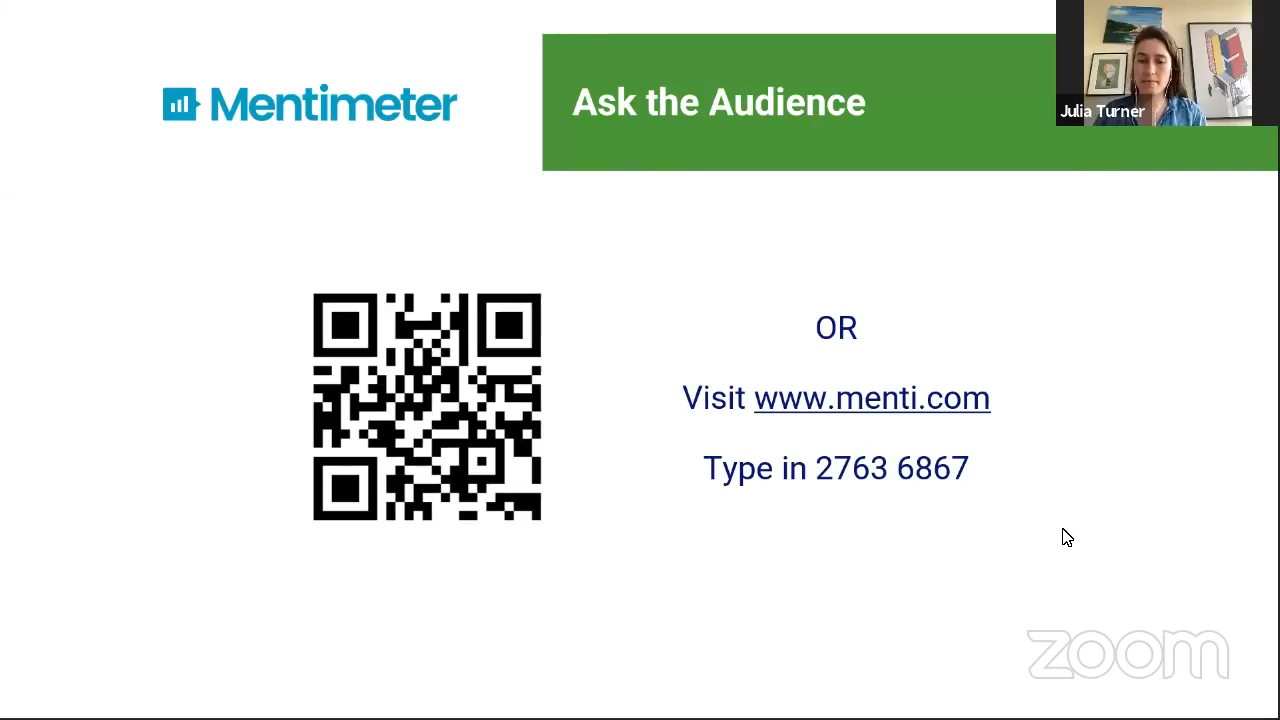 Mentimeter
Ask the Audience
Julia Turner
OR
Visit www.menti.com
Type in 2763 6867
zoom